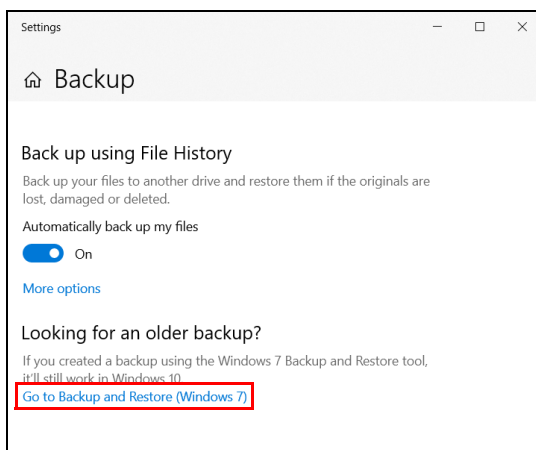 Settings
Backup
Back up using File History
Back up your files to another drive and restore them if the originals are
lost, damaged or deleted.
Automatically back up my files
On
More options
Looking for an older backup?
If you created a backup using the Windows 7 Backup and Restore tool,
it'll still work in Windows 10.
Go to Backup and Restore (Windows 7)